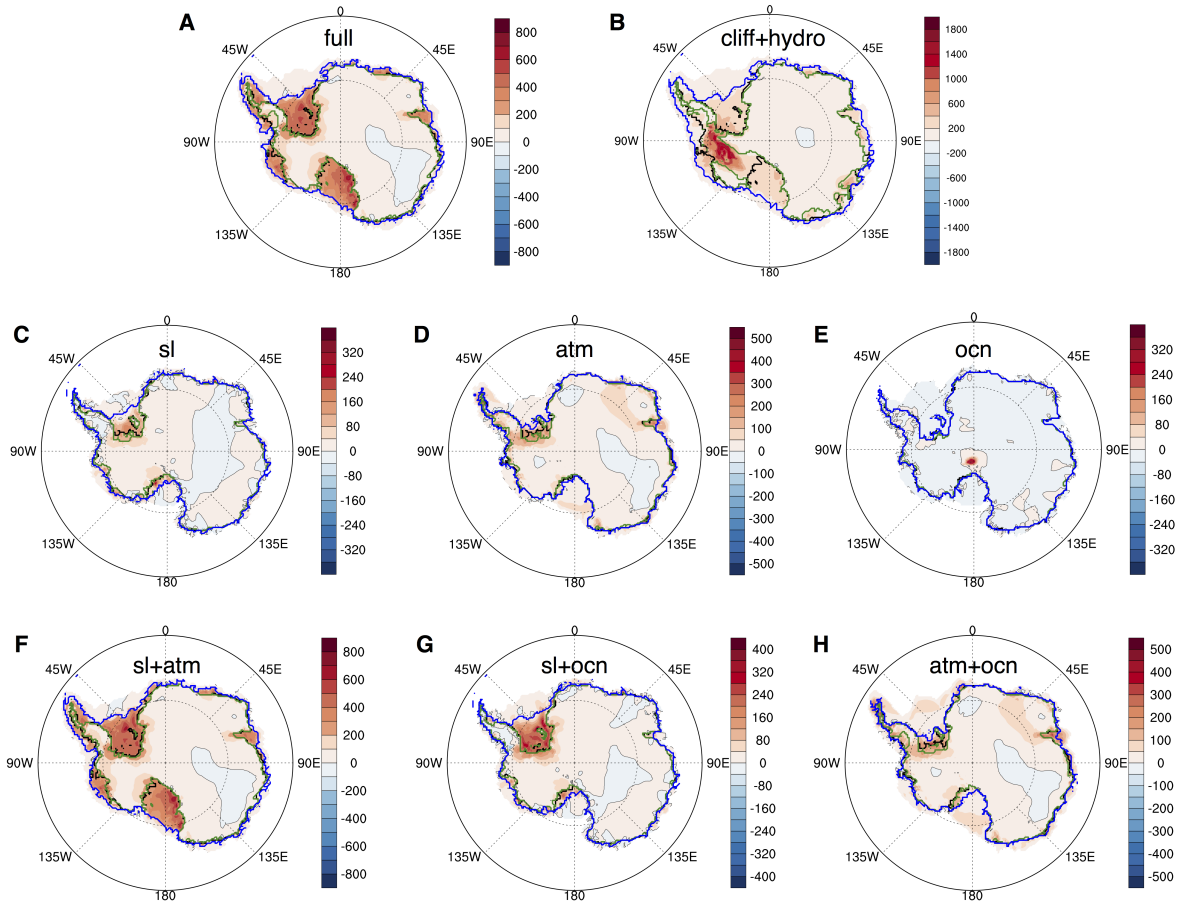 A
full
0
45W
45E
90W
90E
135W
135E
180
800
600
400
200
0
-200
-400
-600
-800
B
cliff+hydro
0
45W
45E
90W
90E
135W
135E
180
1800
1400
1000
600
200
-200
-600
-1000
-1400
-1800
C
sl
0
45W
45E
90W
90E
135W
135E
180
320
240
160
80
0
-80
-160
-240
-320
D
atm
0
45W
45E
90W
90E
135W
135E
180
500
400
300
200
100
0
-100
-200
-300
-400
-500
E
ocn
0
45W
45E
90W
90E
135W
135E
180
320
240
160
80
0
-80
-160
-240
-320
F
sl+atm
0
45W
45E
90W
90E
135W
135E
180
800
600
400
200
0
-200
-400
-600
-800
G
sl+ocn
0
45W
45E
90W
90E
135W
135E
180
400
320
240
160
80
0
-80
-160
-240
-320
-400
H
atm+ocn
0
45W
45E
90W
90E
135W
135E
180
500
400
300
200
100
0
-100
-200
-300
-400
-500